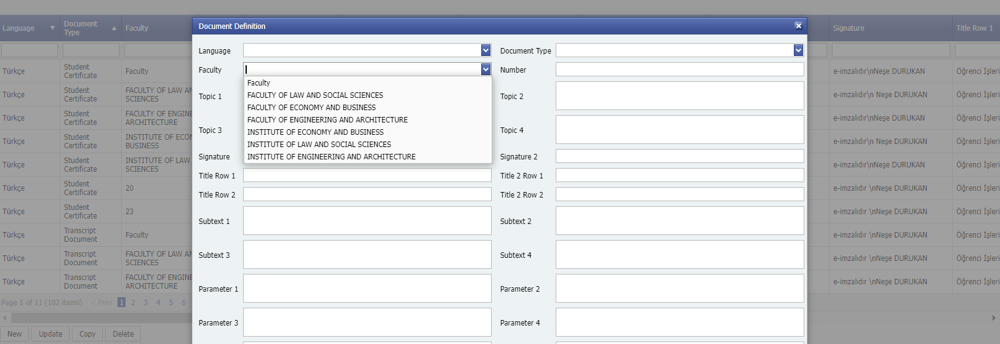 Language
Document
Type
Faculty
Signature
Title Row 1
Document Definition
Language
Document Type
Faculty
Number
Faculty
FACULTY OF LAW AND SOCIAL SCIENCES
FACULTY OF ECONOMY AND BUSINESS
FACULTY OF ENGINEERING AND ARCHITECTURE
INSTITUTE OF ECONOMY AND BUSINESS
INSTITUTE OF LAW AND SOCIAL SCIENCES
INSTITUTE OF ENGINEERING AND ARCHITECTURE
Topic 1
Topic 2
Topic 3
Topic 4
Signature
Signature 2
Title Row 1
Title 2 Row 1
Title Row 2
Title 2 Row 2
Subtext 1
Subtext 2
Subtext 3
Subtext 4
Parameter 1
Parameter 2
Parameter 3
Parameter 4
Türkçe
Student
Certificate
Faculty
e-imzalıdır\nNeşe DURUKAN
Öğrenci İşleri
Türkçe
Student
Certificate
FACULTY OF LAW AN
SCIENCES
e-imzalıdır\n Neşe DURUKAN
Öğrenci İşleri
Türkçe
Student
Certificate
FACULTY OF ENGINE
ARCHITECTURE
e-imzalıdır\n Neşe DURUKAN
Öğrenci İşleri
Türkçe
Student
Certificate
INSTITUTE OF ECON
BUSINESS
e-imzalıdır\n Neşe DURUKAN
Öğrenci İşleri
Türkçe
Student
Certificate
INSTITUTE OF LAW
SCIENCES
e-imzalıdır\n Neşe DURUKAN
Öğrenci İşleri
Türkçe
Student
Certificate
20
e-imzalıdır \nNeşe DURUKAN
Öğrenci İşleri
Türkçe
Student
Certificate
23
e-imzalıdır \nNeşe DURUKAN
Öğrenci İşleri
Türkçe
Transcript
Document
Faculty
e-imzalıdır \nNeşe DURUKAN
Öğrenci İşleri
Türkçe
Transcript
Document
FACULTY OF LAW AN
SCIENCES
e-imzalıdır \nNeşe DURUKAN
Öğrenci İşleri
Türkçe
Transcript
Document
FACULTY OF ENGINE
ARCHITECTURE
e-imzalıdır \nNeşe DURUKAN
Öğrenci İşleri
Page 1 of 11 (102 items) < Prev 1 2 3 4 5 6
New Update Copy Delete